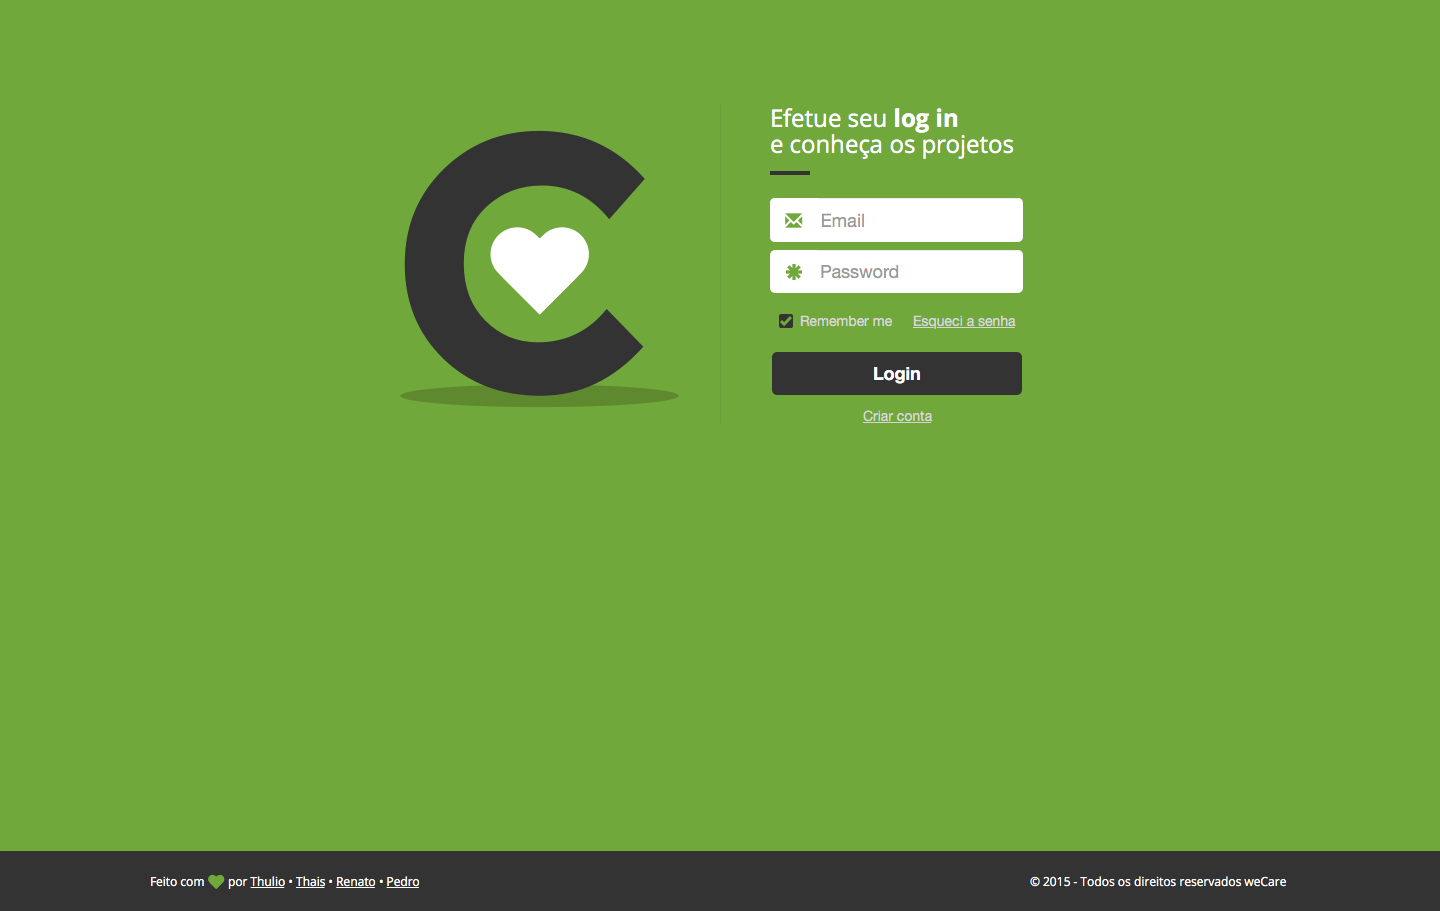 C
Efetue seu log in
e conheça os projetos
Email
Password
Remember me Esqueci a senha
Login
Criar conta
Feito com por Thulio • Thais • Renato • Pedro
© 2015 - Todos os direitos reservados weCare